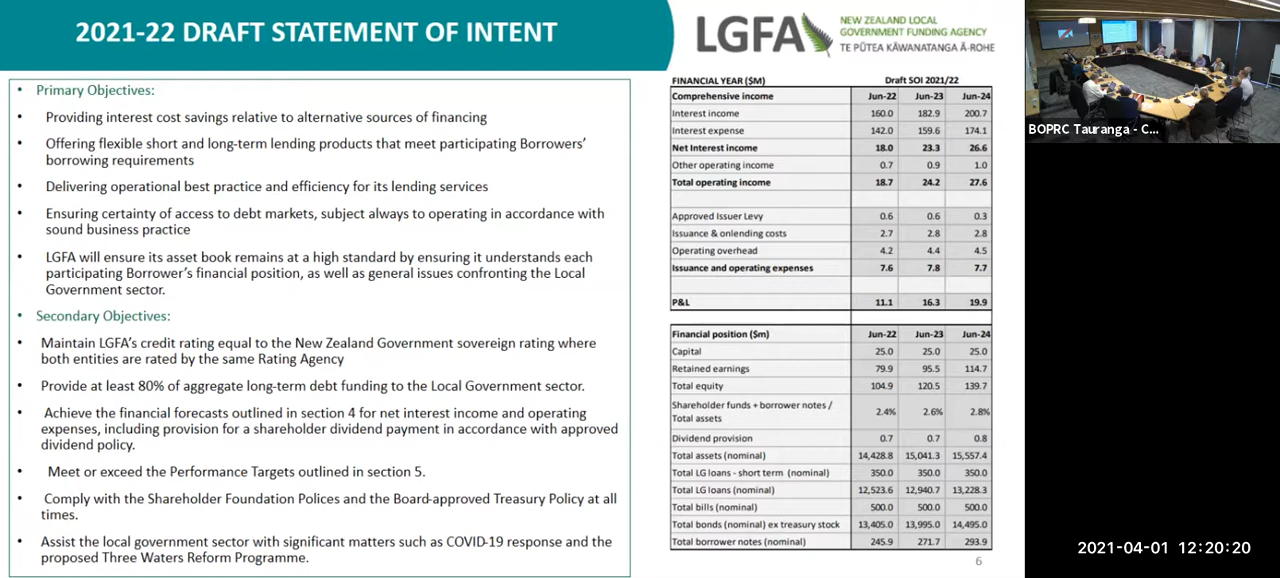 2021-22 DRAFT STATEMENT OF INTENT
LGFA
NEW ZEALAND LOCAL
GOVERNMENT FUNDING AGENCY
TE PŪTEA KĀWANATANGA Ā-ROHE
• Primary Objectives:
• Providing interest cost savings relative to alternative sources of financing
• Offering flexible short and long-term lending products that meet participating Borrowers'
borrowing requirements
• Delivering operational best practice and efficiency for its lending services
• Ensuring certainty of access to debt markets, subject always to operating in accordance with
sound business practice
• LGFA will ensure its asset book remains at a high standard by ensuring it understands each
participating Borrower's financial position, as well as general issues confronting the Local
Government sector.
• Secondary Objectives:
• Maintain LGFA's credit rating equal to the New Zealand Government sovereign rating where
both entities are rated by the same Rating Agency
• Provide at least 80% of aggregate long-term debt funding to the Local Government sector.
• Achieve the financial forecasts outlined in section 4 for net interest income and operating
expenses, including provision for a shareholder dividend payment in accordance with approved
dividend policy.
• Meet or exceed the Performance Targets outlined in section 5.
• Comply with the Shareholder Foundation Polices and the Board-approved Treasury Policy at all
times.
• Assist the local government sector with significant matters such as COVID-19 response and the
proposed Three Waters Reform Programme.
FINANCIAL YEAR ($M) Draft SOI 2021/22
Comprehensive income Jun-22 Jun-23 Jun-24
Interest income 160.0 182.9 200.7
Interest expense 142.0 159.6 174.1
Net Interest income 18.0 23.3 26.6
Other operating income 0.7 0.9 1.0
Total operating income 18.7 24.2 27.6
Approved Issuer Levy 0.6 0.6 0.3
Issuance & onlending costs 2.7 2.8 2.8
Operating overhead 4.2 4.4 4.5
Issuance and operating expenses 7.6 7.8 7.7
P&L 11.1 16.3 19.9
Financial position ($m) Jun-22 Jun-23 Jun-24
Capital 25.0 25.0 25.0
Retained earnings 79.9 95.5 114.7
Total equity 104.9 120.5 139.7
Shareholder funds + borrower notes /
Total assets 2.4% 2.6% 2.8%
Dividend provision 0.7 0.7 0.8
Total assets (nominal) 14,428.8 15,041.3 15,557.4
Total LG loans - short term (nominal) 350.0 350.0 350.0
Total LG loans (nominal) 12,523.6 12,940.7 13,228.3
Total bills (nominal) 500.0 500.0 500.0
Total bonds (nominal) ex treasury stock 13,405.0 13,995.0 14,495.0
Total borrower notes (nominal) 245.9 271.7 293.9
6
BOPRC Tauranga - C...
2021-04-01 12:20:20